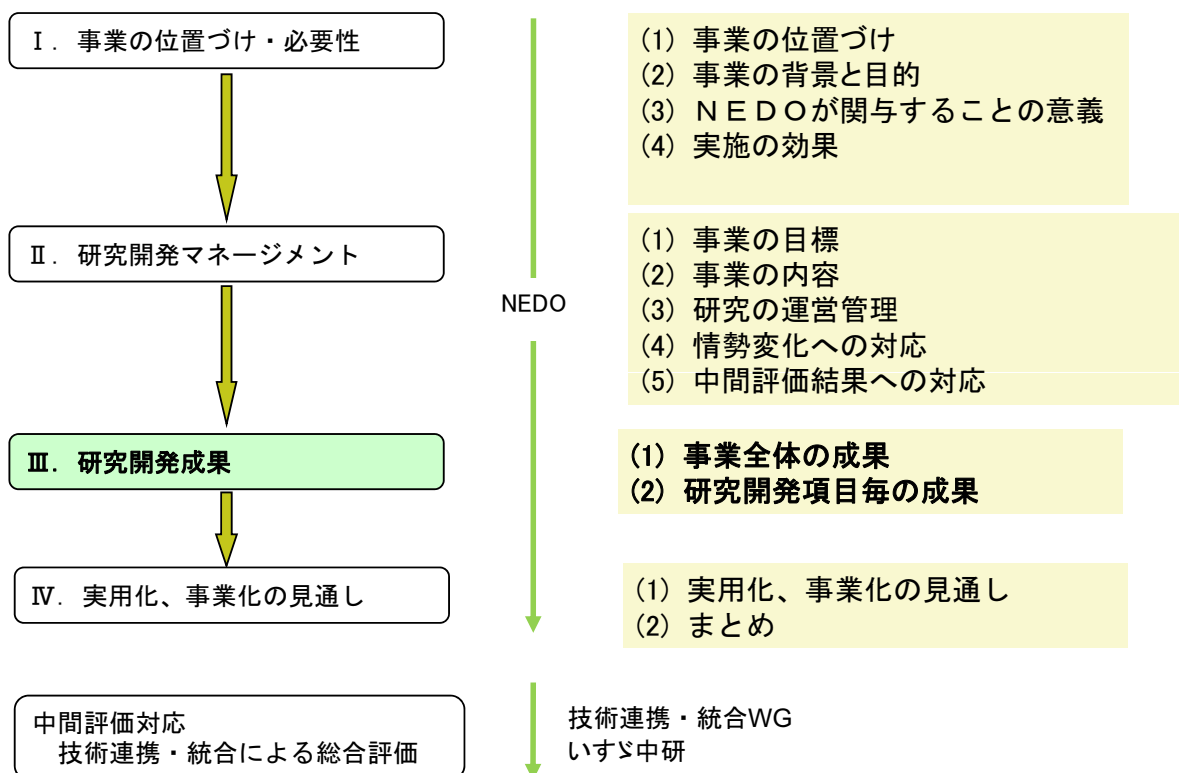 Ⅰ. 事業の位置づけ・必要性
(1) 事業の位置づけ
(2) 事業の背景と目的
(3) ＮＥＤＯが関与することの意義
(4) 実施の効果
Ⅱ. 研究開発マネージメント
NEDO
(1) 事業の目標
(2) 事業の内容
(3) 研究の運営管理
(4) 情勢変化への対応
(5) 中間評価結果への対応
Ⅲ. 研究開発成果
(1) 事業全体の成果
(2) 研究開発項目毎の成果
Ⅳ. 実用化、事業化の見通し
(1) 実用化、事業化の見通し
(2) まとめ
中間評価対応
技術連携・統合による総合評価
技術連携・統合WG
いすゞ中研